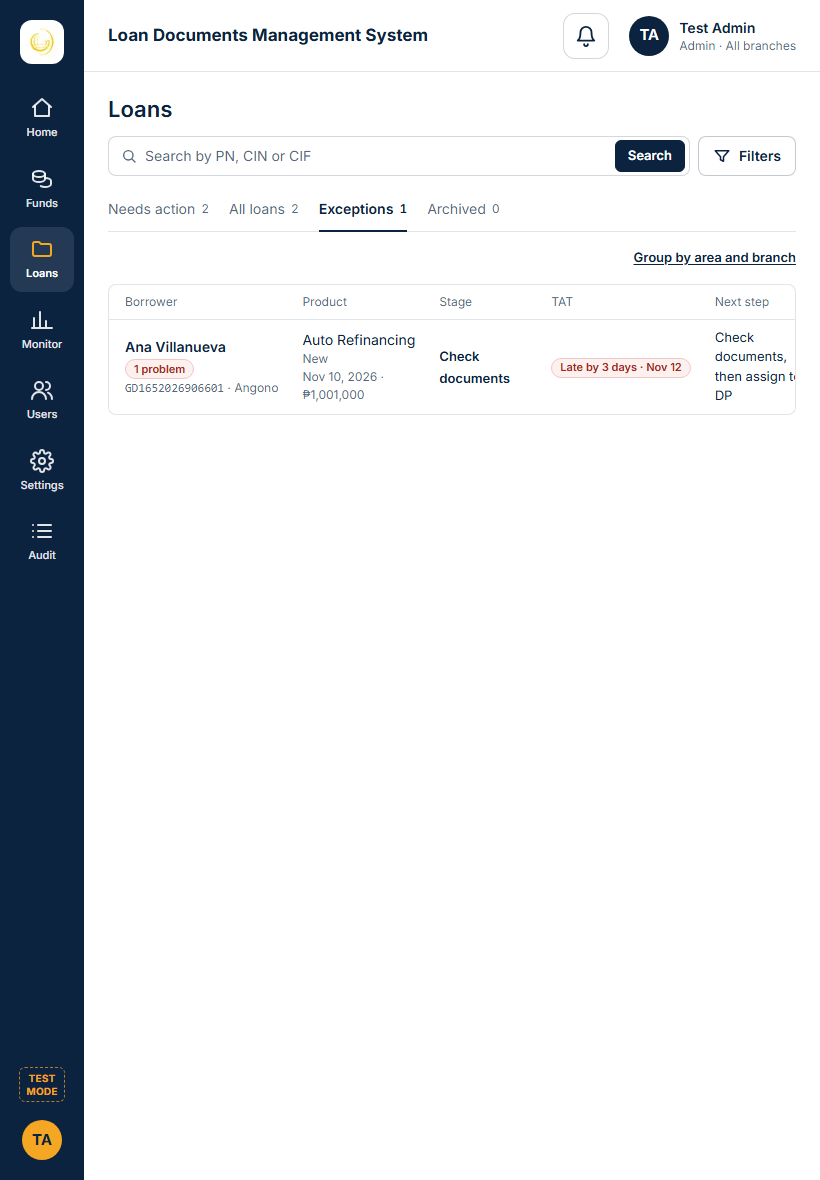 Loan Documents Management System
TA
Test Admin
Admin · All branches
Home
Funds
Loans
Monitor
Users
Settings
Audit
TEST
MODE
TA
Loans
Search by PN, CIN or CIF
Search
Filters
Needs action 2
All loans 2
Exceptions 1
Archived 0
Group by area and branch
Borrower
Product
Stage
TAT
Next step
Ana Villanueva
1 problem
GD1652026906601 · Angono
Auto Refinancing
New
Nov 10, 2026 ·
₱1,001,000
Check
documents
Late by 3 days · Nov 12
Check
documents,
then assign to
DP